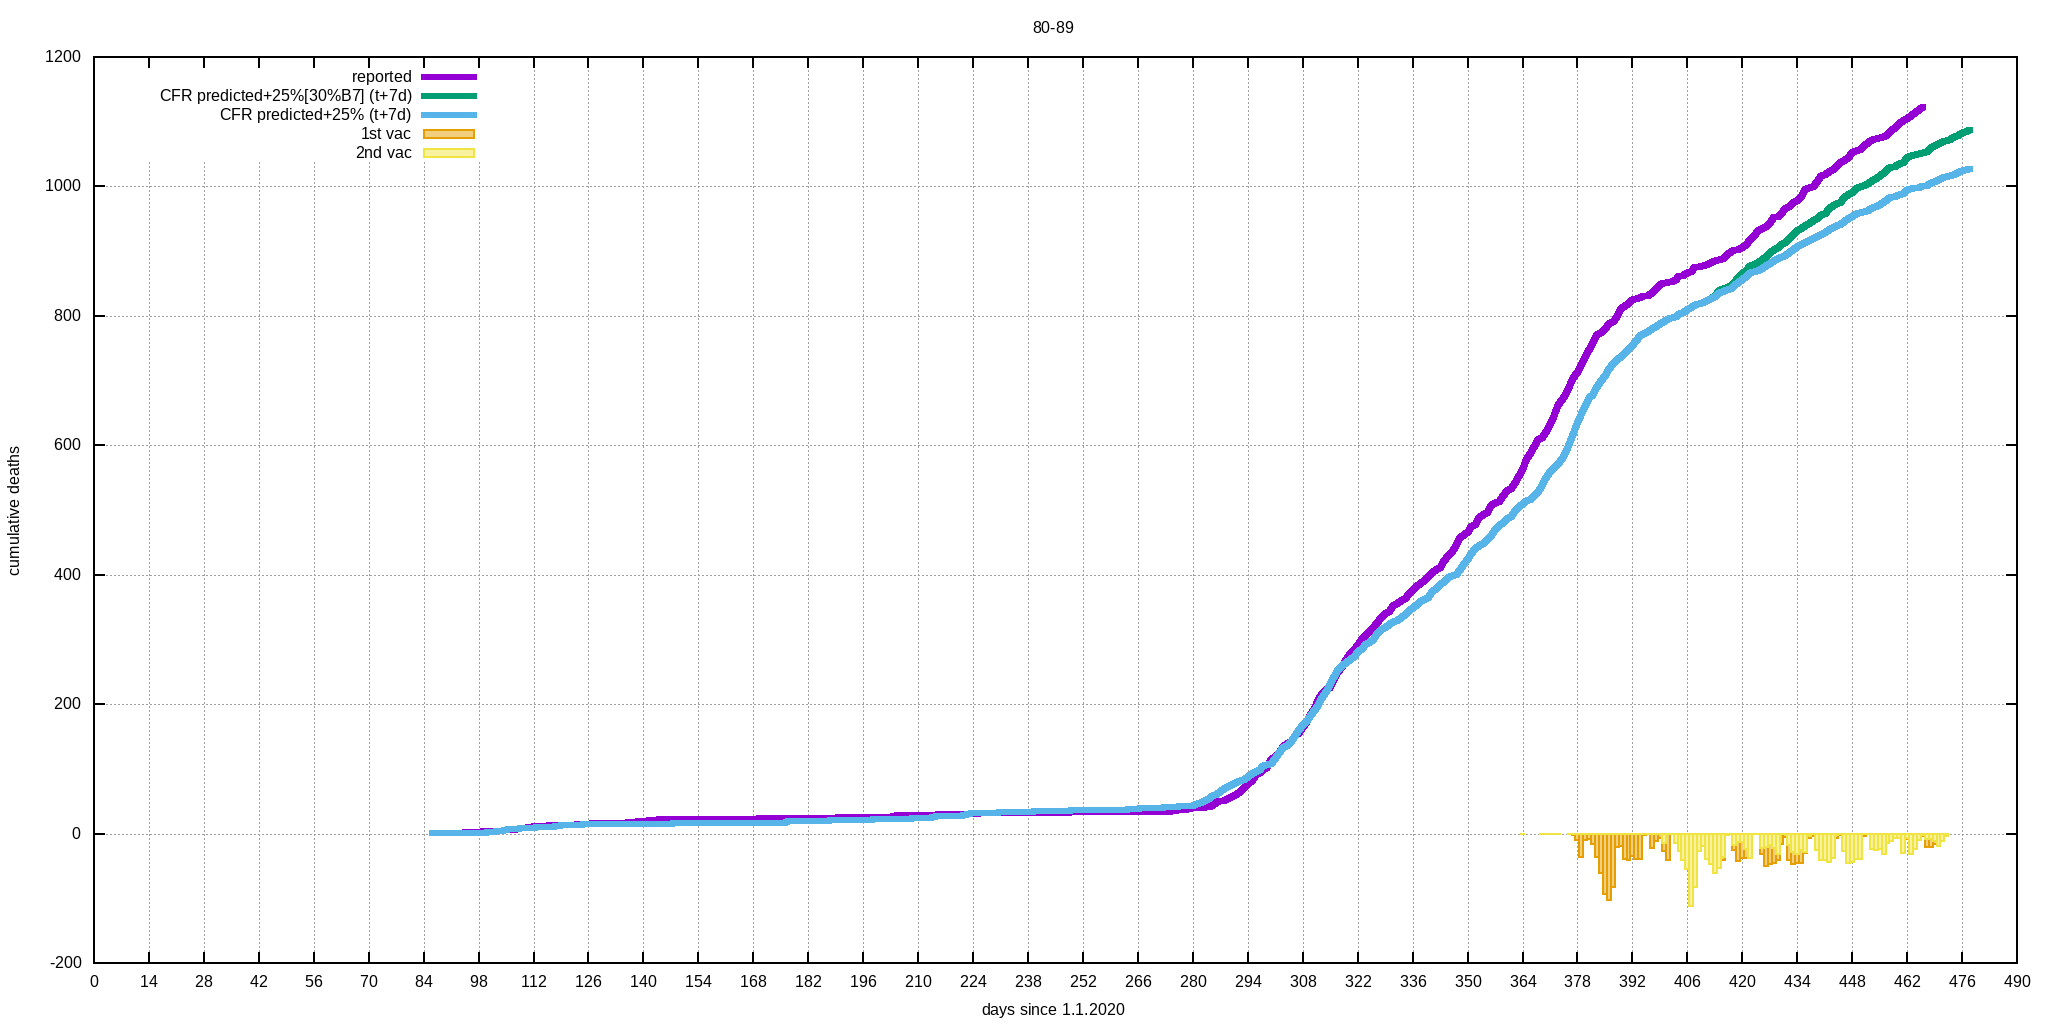 80-89
1200
1000
800
600
400
200
0
-200
cumulative deaths
reported
CFR predicted+25%[30%B7] (t+7d)
CFR predicted+25% (t+7d)
1st vac
2nd vac
0 14 28 42 56 70 84 98 112 126 140 154 168 182 196 210 224 238 252 266 280 294 308 322 336 350 364 378 392 406 420 434 448 462 476 490
days since 1.1.2020